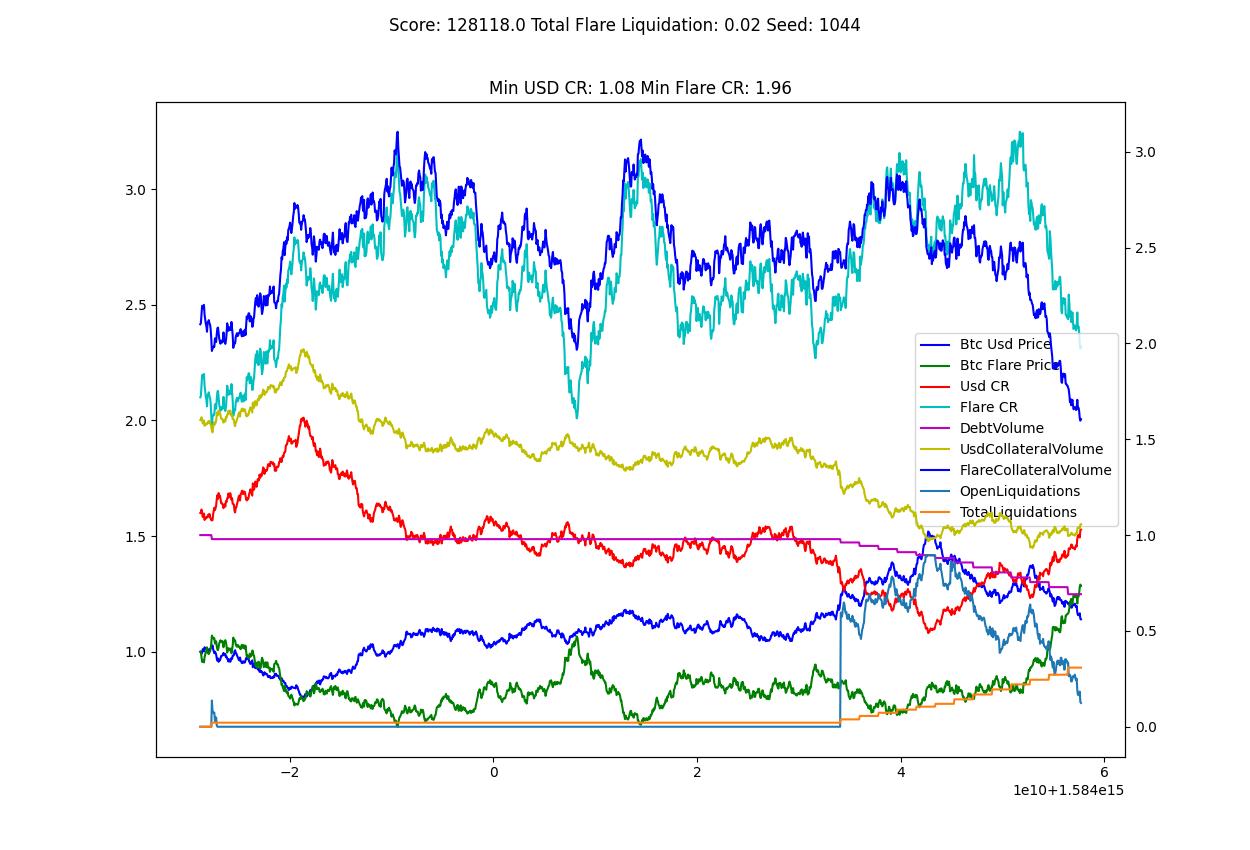 Score: 128118.0 Total Flare Liquidation: 0.02 Seed: 1044
Min USD CR: 1.08 Min Flare CR: 1.96
3.0
2.5
2.0
1.5
1.0
3.0
2.5
2.0
1.5
1.0
0.5
0.0
Btc Usd Price
Btc Flare Price
Usd CR
Flare CR
DebtVolume
UsdCollateralVolume
FlareCollateralVolume
OpenLiquidations
TotalLiquidations
−2 0 2 4 6
1e10+1.584e15